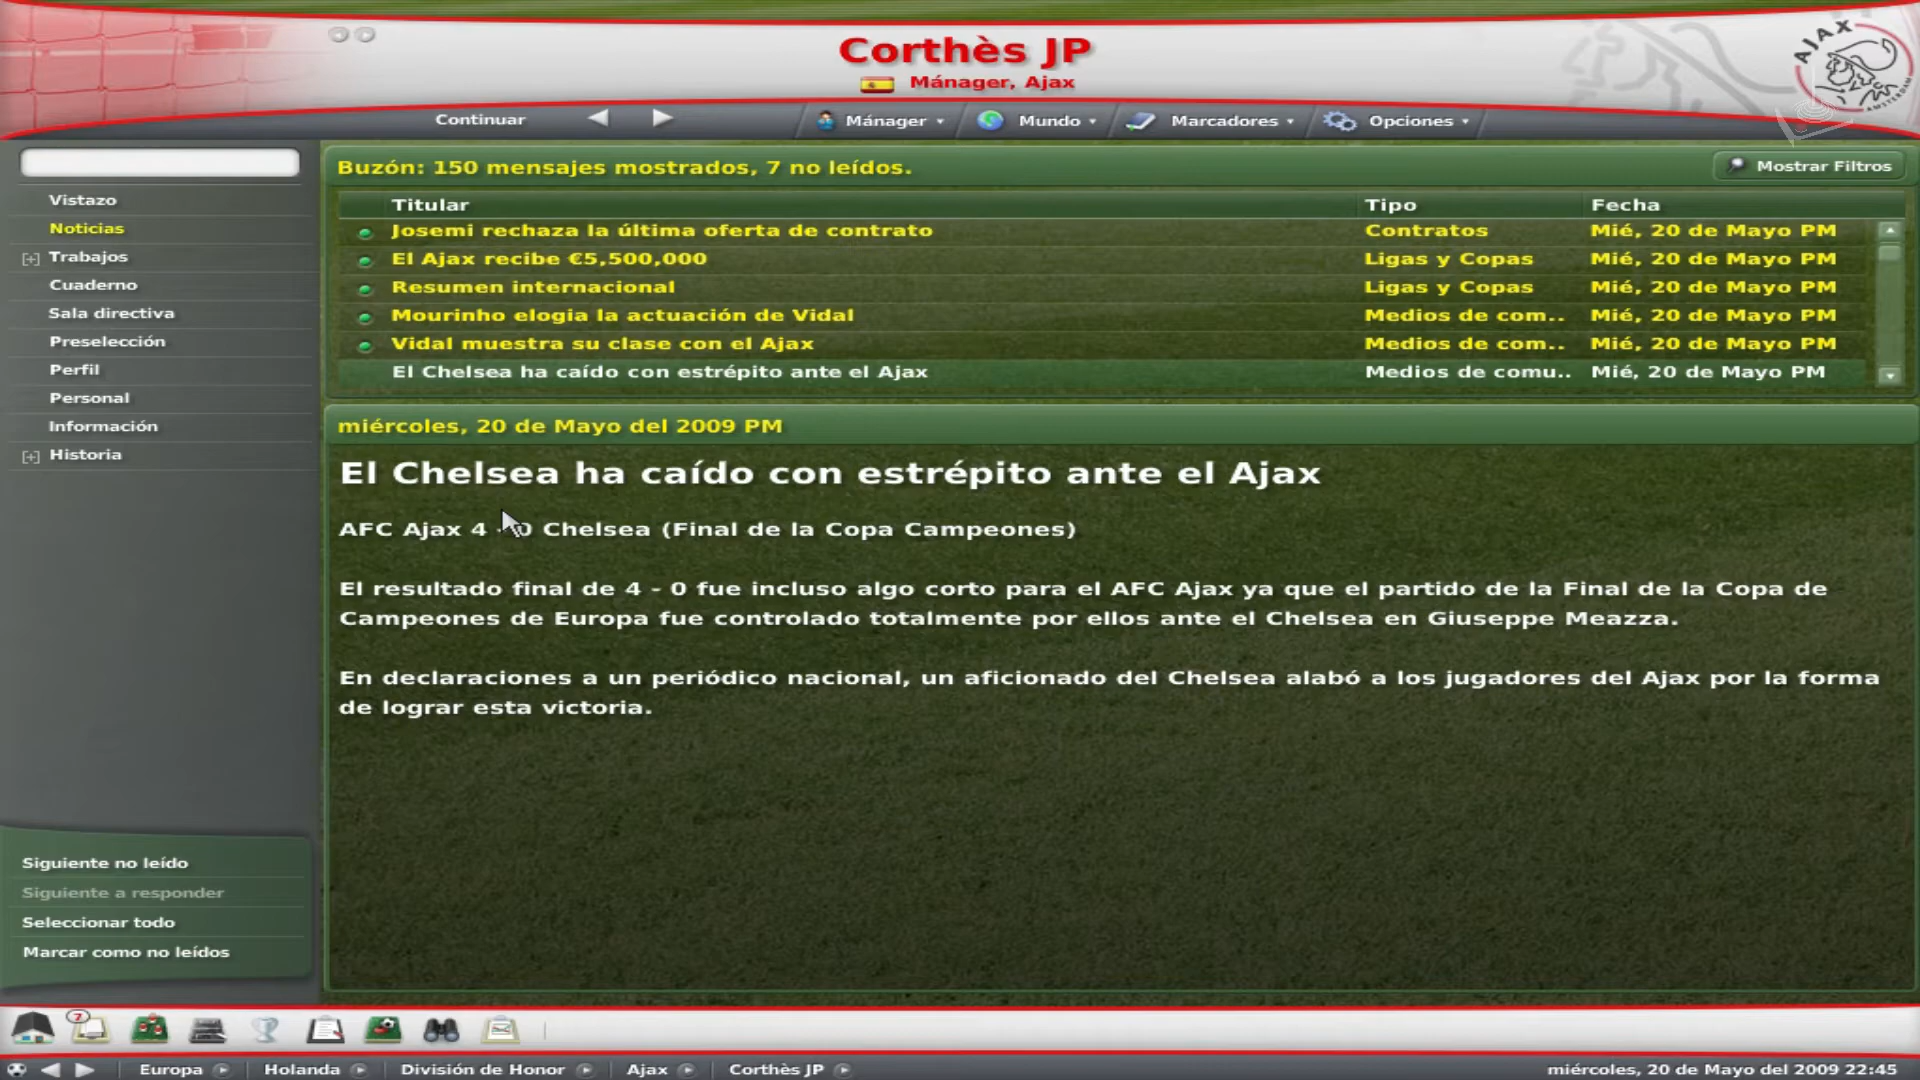 Corthès JP
Mánager, Ajax
AJAX
AMSTERDAM
Continuar
Mánager
Mundo
Marcadores
Opciones
Vistazo
Noticias
[+] Trabajos
Cuaderno
Sala directiva
Preselección
Perfil
Personal
Información
[+] Historia
Buzón: 150 mensajes mostrados, 7 no leídos.
Mostrar Filtros
Titular Tipo Fecha
Josemi rechaza la última oferta de contrato Contratos Mié, 20 de Mayo PM
El Ajax recibe €5,500,000 Ligas y Copas Mié, 20 de Mayo PM
Resumen internacional Ligas y Copas Mié, 20 de Mayo PM
Mourinho elogia la actuación de Vidal Medios de com.. Mié, 20 de Mayo PM
Vidal muestra su clase con el Ajax Medios de com.. Mié, 20 de Mayo PM
El Chelsea ha caído con estrépito ante el Ajax Medios de comu.. Mié, 20 de Mayo PM
miércoles, 20 de Mayo del 2009 PM
El Chelsea ha caído con estrépito ante el Ajax
AFC Ajax 4 - 0 Chelsea (Final de la Copa Campeones)
El resultado final de 4 - 0 fue incluso algo corto para el AFC Ajax ya que el partido de la Final de la Copa de
Campeones de Europa fue controlado totalmente por ellos ante el Chelsea en Giuseppe Meazza.
En declaraciones a un periódico nacional, un aficionado del Chelsea alabó a los jugadores del Ajax por la forma
de lograr esta victoria.
Siguiente no leído
Siguiente a responder
Seleccionar todo
Marcar como no leídos
7
Europa
Holanda
División de Honor
Ajax
Corthès JP
miércoles, 20 de Mayo del 2009 22:45